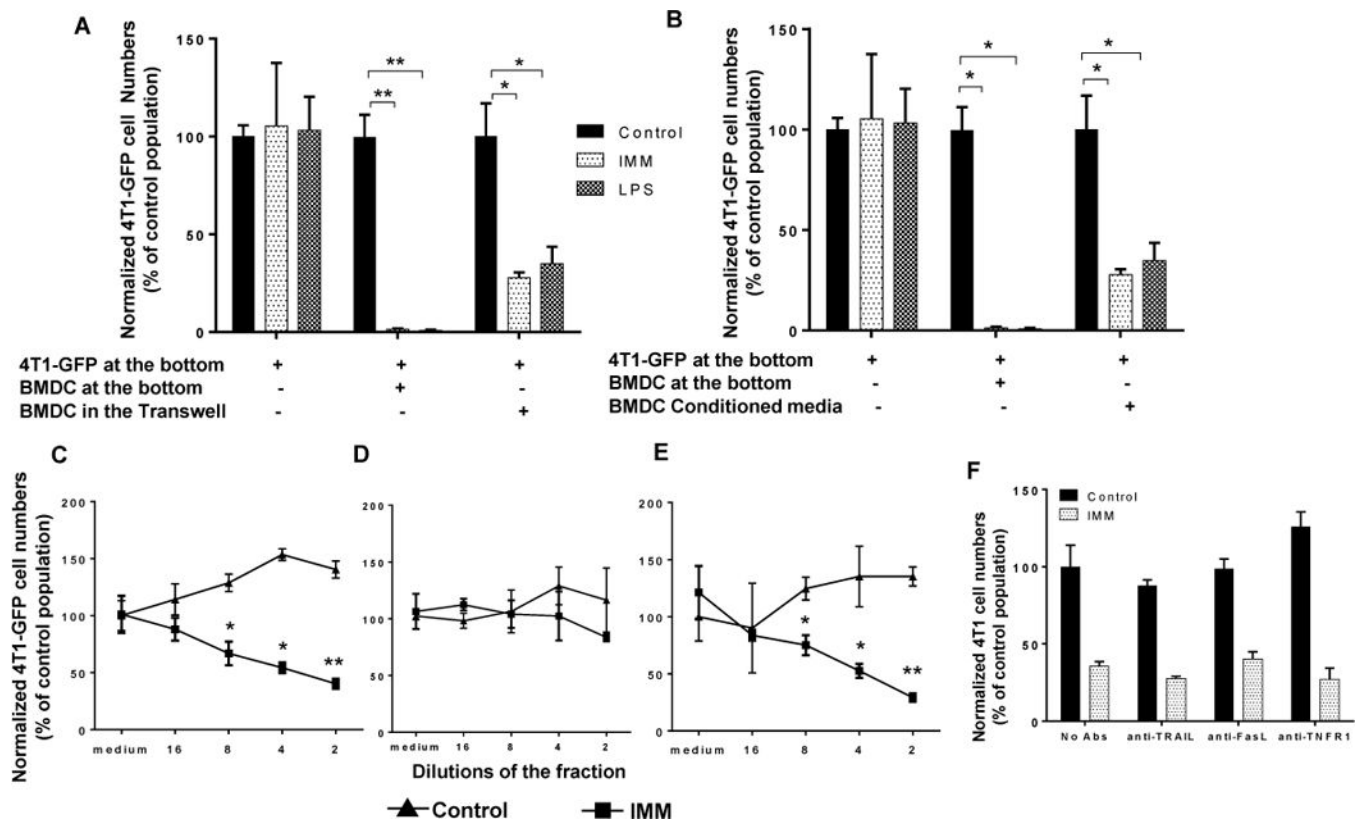 A
Normalized 4T1-GFP cell Numbers
(% of control population)
150
100
50
0
**
**
*
*
Control
IMM
LPS
4T1-GFP at the bottom + + +
BMDC at the bottom - + -
BMDC in the Transwell - - +
B
Normalized 4T1-GFP cell numbers
(% of control population)
150
100
50
0
*
*
*
*
4T1-GFP at the bottom + + +
BMDC at the bottom - + -
BMDC Conditioned media - - +
C
Normalized 4T1-GFP cell numbers
(% of control population)
200
150
100
50
0
*
*
**
medium 16 8 4 2
D
200
150
100
50
0
medium 16 8 4 2
E
200
150
100
50
0
*
*
**
medium 16 8 4 2
Dilutions of the fraction
Control IMM
F
Normalized 4T1 cell numbers
(% of control population)
150
100
50
0
Control
IMM
No Abs anti-TRAIL anti-FasL anti-TNFR1